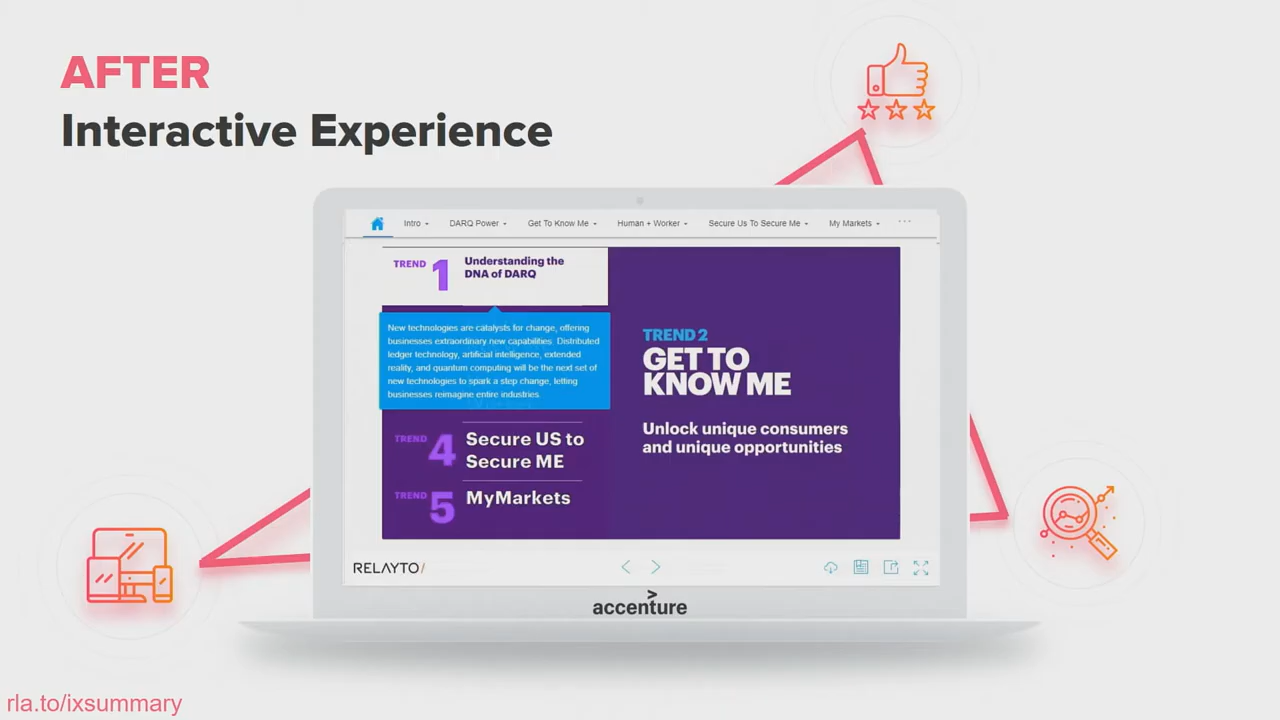 AFTER
Interactive Experience
Intro
DARQ Power
Get To Know Me
Human + Worker
Secure Us To Secure Me
My Markets
TREND 1
Understanding the
DNA of DARQ
New technologies are catalysts for change, offering
businesses extraordinary new capabilities. Distributed
ledger technology, artificial intelligence, extended
reality, and quantum computing will be the next set of
new technologies to spark a step change, letting
businesses reimagine entire industries.
TREND 4
Secure US to
Secure ME
TREND 5
MyMarkets
TREND 2
GET TO
KNOW ME
Unlock unique consumers
and unique opportunities
RELAYTO/
accenture
rla.to/ixsummary